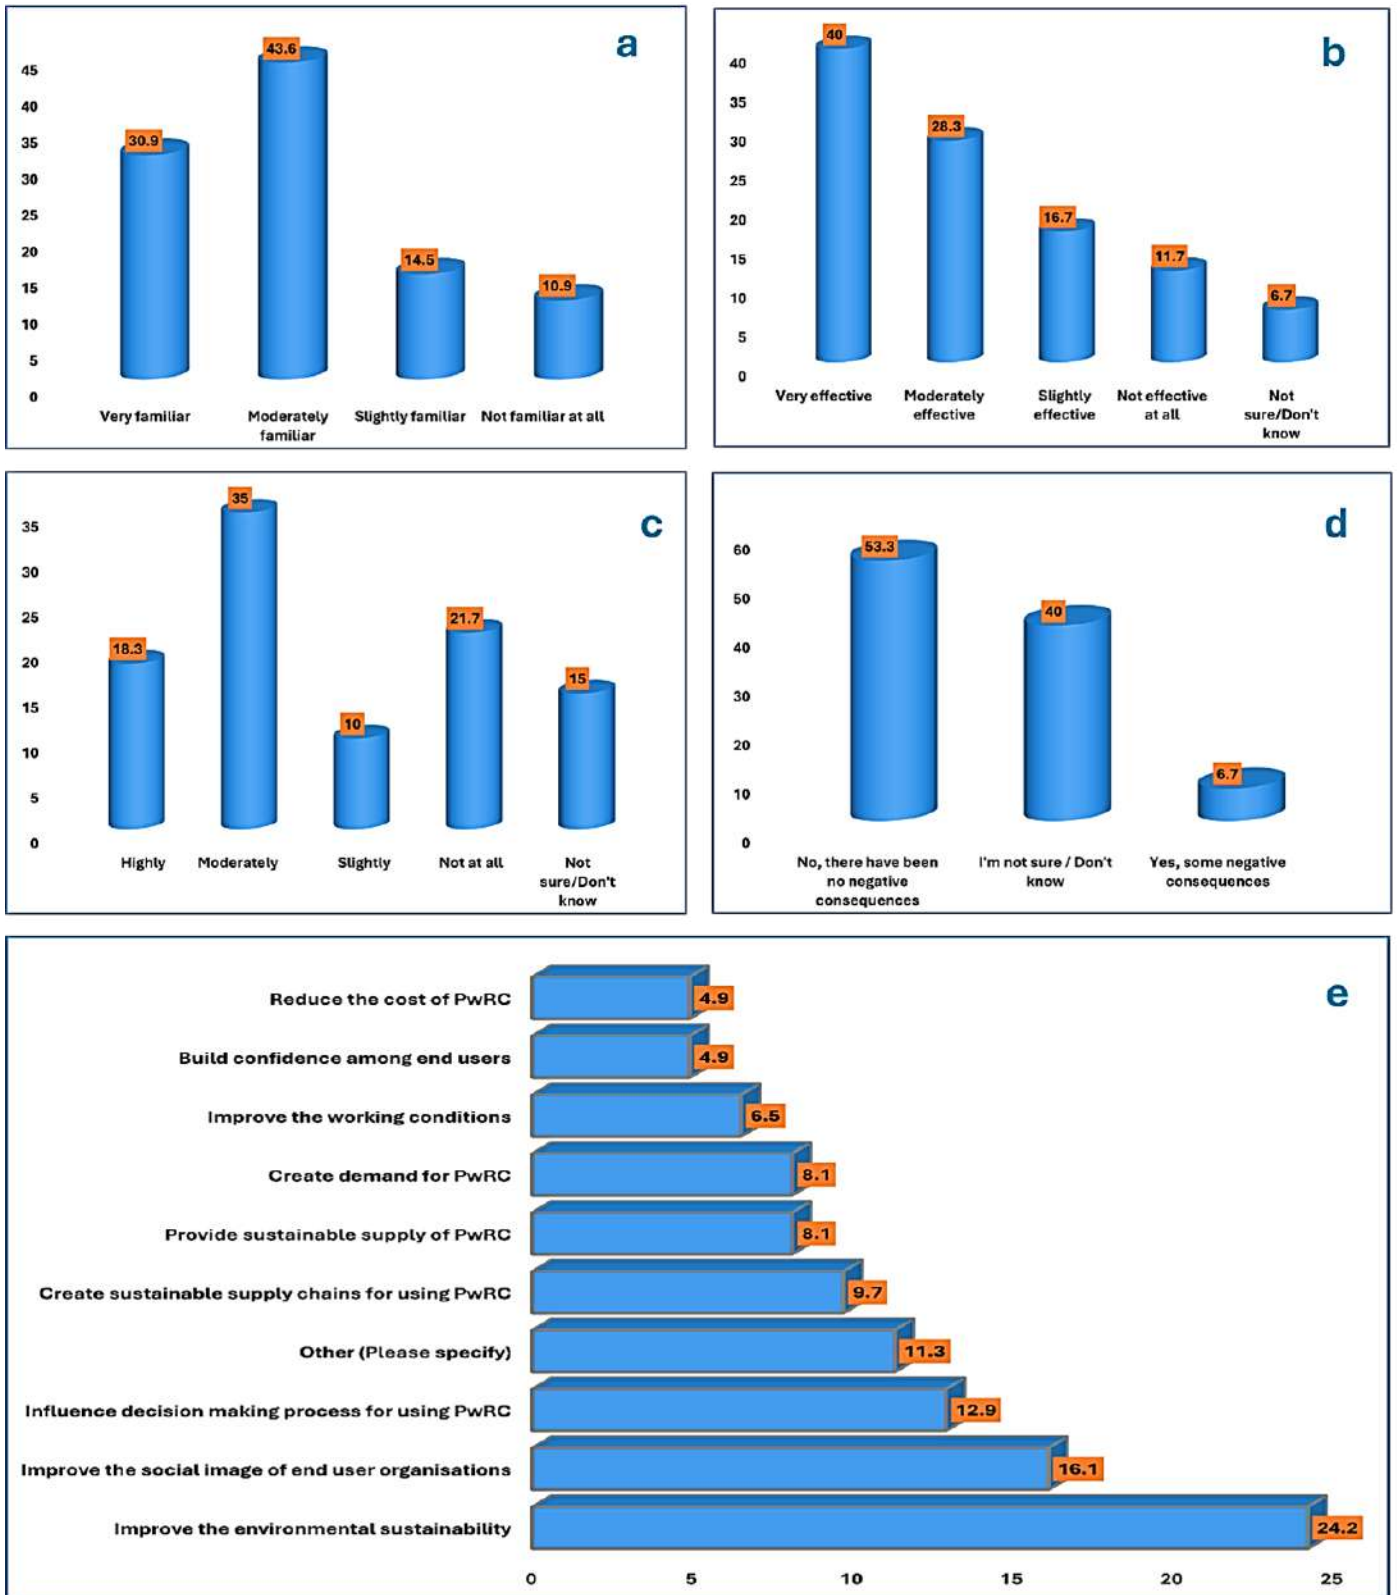 a
45
40
35
30
25
20
15
10
5
0
30.9
43.6
14.5
10.9
Very familiar
Moderately
familiar
Slightly familiar
Not familiar at all
b
40
35
30
25
20
15
10
5
0
40
28.3
16.7
11.7
6.7
Very effective
Moderately
effective
Slightly
effective
Not effective
at all
Not
sure/Don't
know
c
35
30
25
20
15
10
5
0
18.3
35
10
21.7
15
Highly
Moderately
Slightly
Not at all
Not
sure/Don't
know
d
60
50
40
30
20
10
0
53.3
40
6.7
No, there have been
no negative
consequences
I'm not sure / Don't
know
Yes, some negative
consequences
e
Reduce the cost of PwRC
4.9
Build confidence among end users
4.9
Improve the working conditions
6.5
Create demand for PwRC
8.1
Provide sustainable supply of PwRC
8.1
Create sustainable supply chains for using PwRC
9.7
Other (Please specify)
11.3
Influence decision making process for using PwRC
12.9
Improve the social image of end user organisations
16.1
Improve the environmental sustainability
24.2
0
5
10
15
20
25